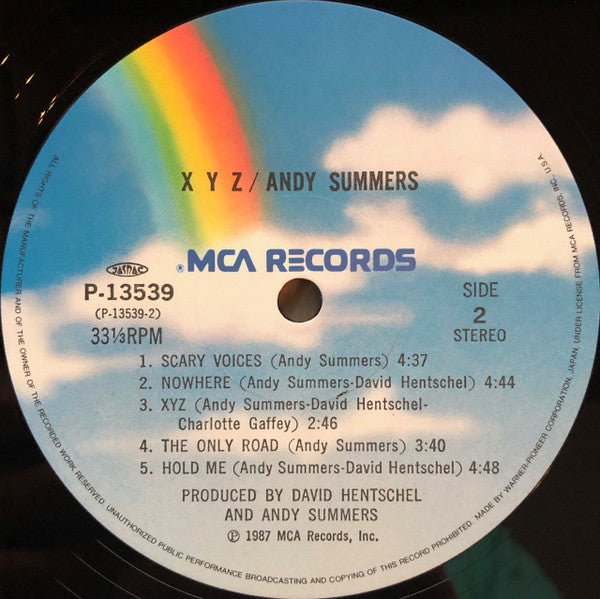 X Y Z / ANDY SUMMERS
® MCA RECORDS
JASRAC
P-13539
(P-13539-2)
33⅓RPM
SIDE
2
STEREO
1. SCARY VOICES (Andy Summers) 4:37
2. NOWHERE (Andy Summers-David Hentschel) 4:44
3. XYZ (Andy Summers-David Hentschel-
Charlotte Gaffey) 2:46
4. THE ONLY ROAD (Andy Summers) 3:40
5. HOLD ME (Andy Summers-David Hentschel) 4:48
PRODUCED BY DAVID HENTSCHEL
AND ANDY SUMMERS
Ⓟ 1987 MCA Records, Inc.
ALL RIGHTS OF THE MANUFACTURER AND OF THE OWNER OF THE RECORDED WORK RESERVED. UNAUTHORIZED PUBLIC PERFORMANCE BROADCASTING AND COPYING OF THIS RECORD PROHIBITED. MADE BY WARNER-PIONEER CORPORATION, JAPAN, UNDER LICENSE FROM MCA RECORDS, INC., U.S.A.